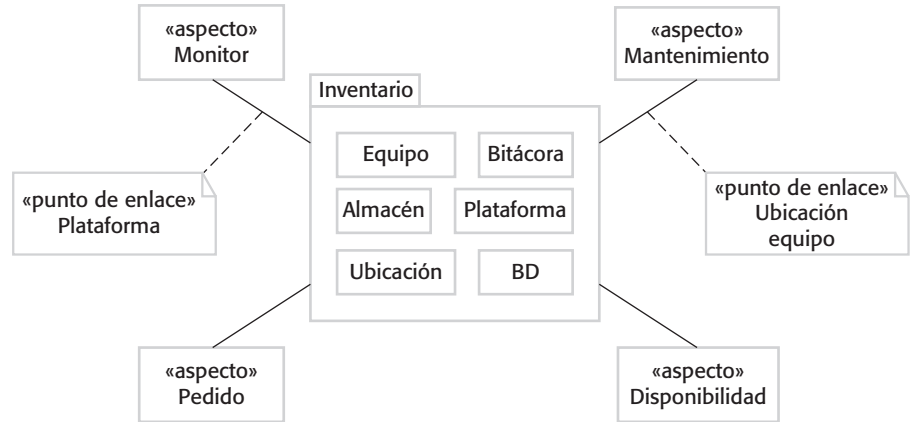 «aspecto»
Monitor
«aspecto»
Mantenimiento
Inventario
Equipo
Bitácora
«punto de enlace»
Plataforma
Almacén
Plataforma
«punto de enlace»
Ubicación
equipo
Ubicación
BD
«aspecto»
Pedido
«aspecto»
Disponibilidad